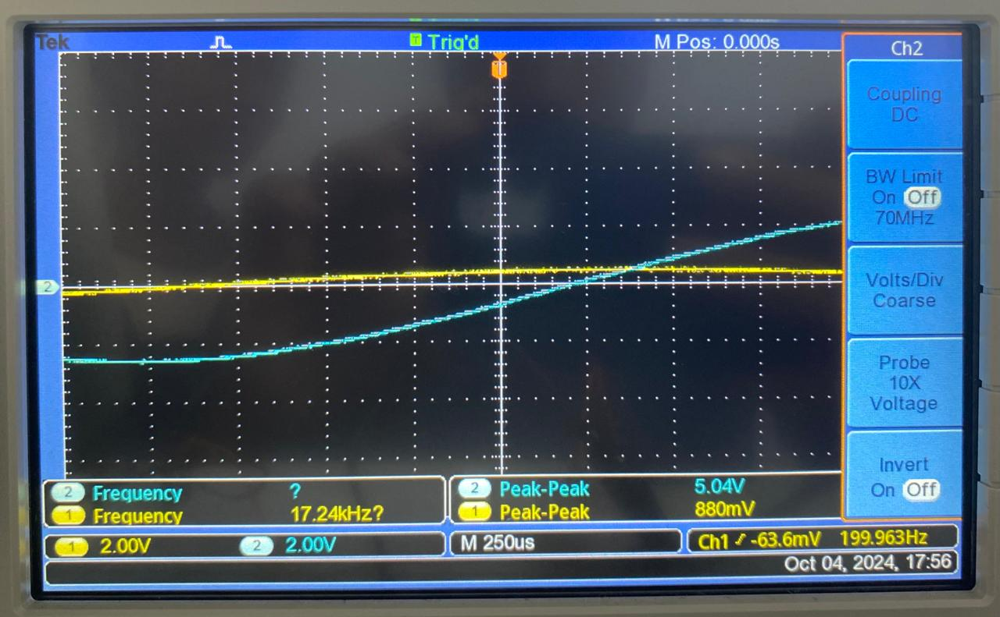 Tek Trig'd M Pos: 0.000s
T
2
Ch2
Coupling
DC
BW Limit
On Off
70MHz
Volts/Div
Coarse
Probe
10X
Voltage
Invert
On Off
2 Frequency ? 2 Peak-Peak 5.04V
1 Frequency 17.24kHz? 1 Peak-Peak 880mV
1 2.00V 2 2.00V M 250us Ch1 -63.6mV 199.963Hz
Oct 04, 2024, 17:56